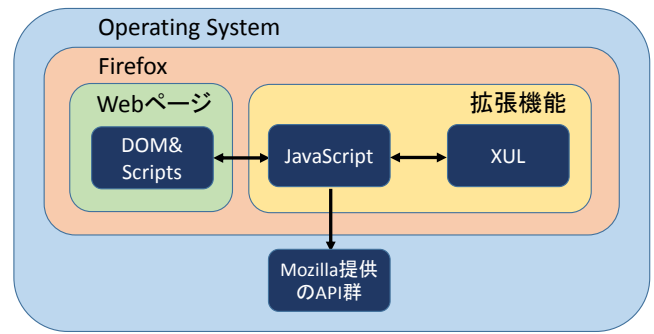 Operating System
Firefox
Webページ
拡張機能
DOM&
Scripts
JavaScript
XUL
Mozilla提供
のAPI群